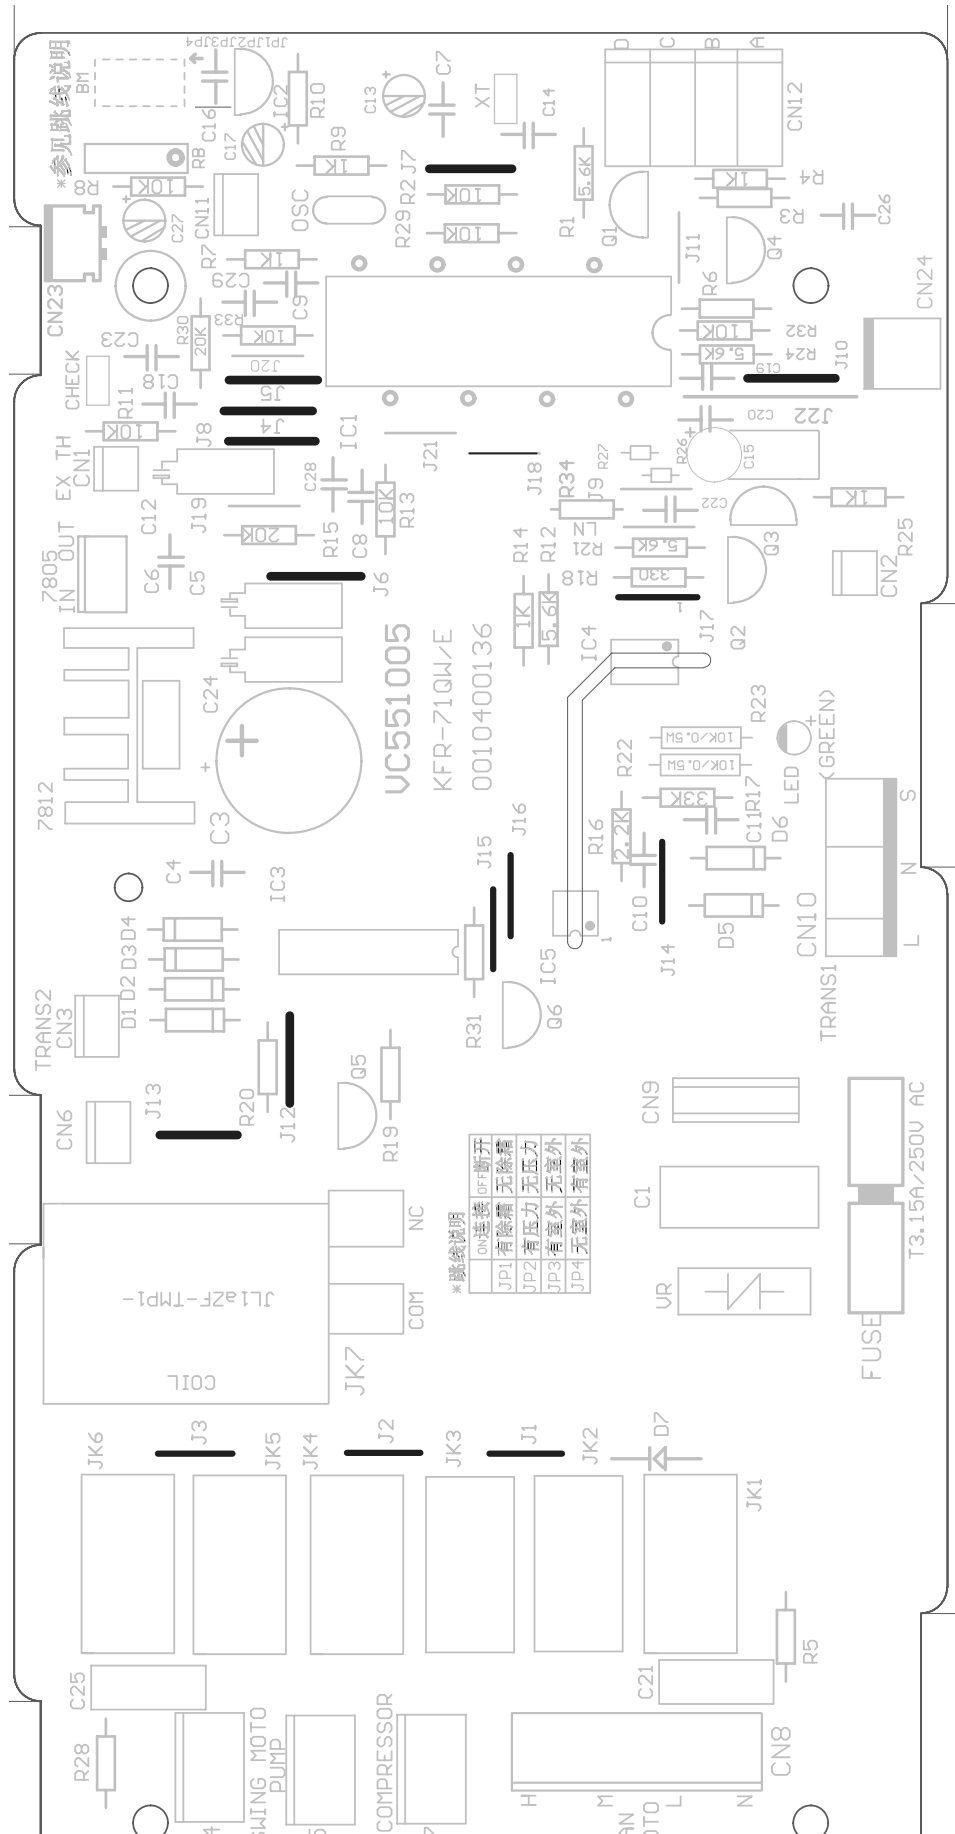 *参见跳线说明
BM
JP1JP2JP3JP4
C16
IC2
R10
C17
C13
C7
XT
C14
D
C
B
A
CN12
RB
R8
10K
C27
CN11
R9
1K
OSC
J7
R2
10K
R29
10K
5.6K
R1
Q1
1K
R4
R3
C26
J11
Q4
CN23
R7
1K
C29
C9
R33
10K
R30
20K
J20
R6
10K
R32
5.6K
R24
C19
J10
CN24
C23
C18
CHECK
R11
10K
J5
J4
J8
IC1
J21
J18
C20
J22
R27
R26
C15
EX TH
CN1
C12
J19
C28
10K
R13
R34
J9
C22
1K
R25
7805
IN OUT
C6
C5
20K
R15
C8
R14
R12
LN
R21
5.6K
R18
330
Q3
CN2
J6
1K
5.6K
1
J17
Q2
IC4
C24
VC551005
KFR-71QW/E
0010400136
R23
10K/0.5W
R22
10K/0.5W
LED
(GREEN)
7812
C3
33K
R17
C11
D6
J16
J15
R16
2.2K
S
N
L
C4
IC3
C10
D5
CN10
J14
TRANS1
D4
D3
D2
D1
IC5
1
TRANS2
CN3
R31
Q6
J13
CN6
R20
J12
Q5
R19
CN9
T3.15A/250V AC
C1
VR
FUSE
*跳线说明
ON连接 OFF断开
JP1 有除霜 无除霜
JP2 有压力 无压力
JP3 有室外 无室外
JP4 无室外 有室外
NC
COM
JL1aZF-TMP1-
COIL
JK7
JK6
J3
JK5
JK4
J2
JK3
J1
JK2
D7
JK1
R5
C25
C21
R28
SWING MOTO
PUMP
COMPRESSOR
CN8
H
M
L
N